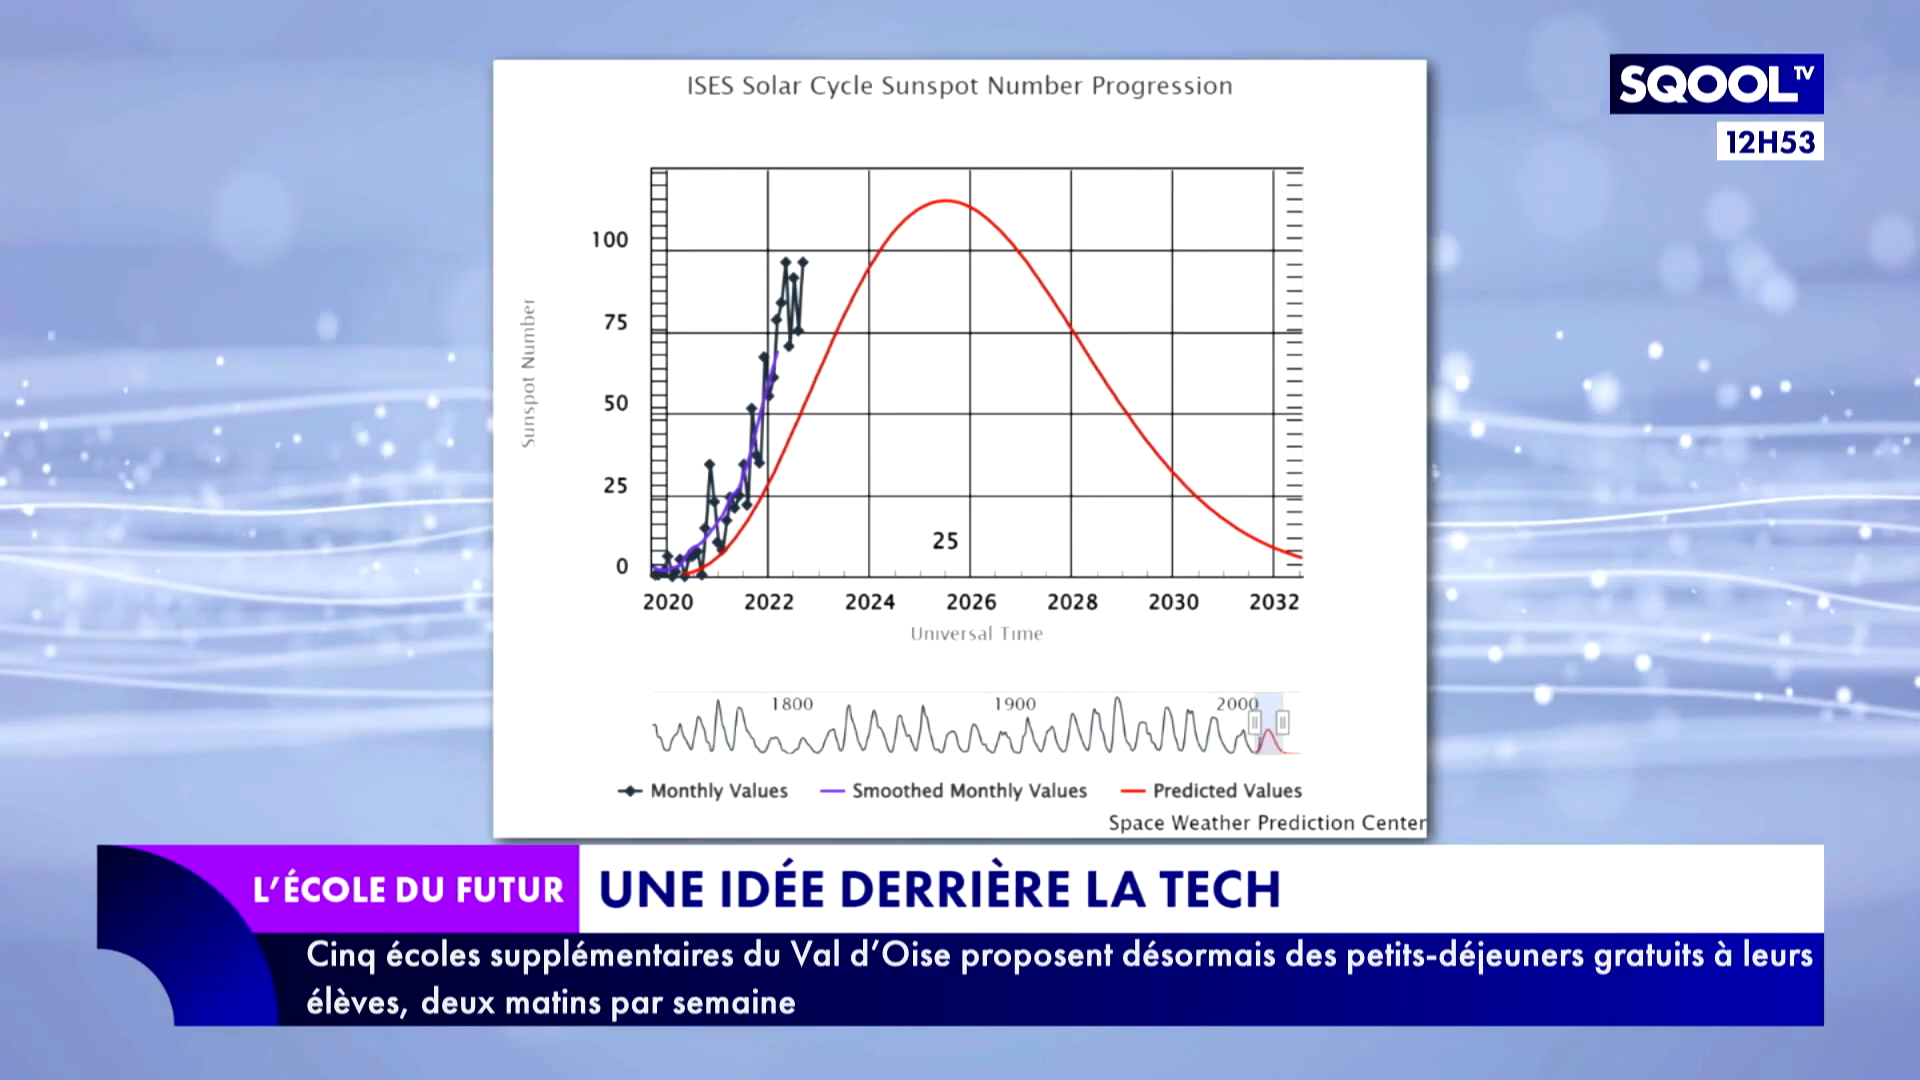 ISES Solar Cycle Sunspot Number Progression
SQOOL TV
12H53
Sunspot Number
100
75
50
25
0
25
2020 2022 2024 2026 2028 2030 2032
Universal Time
1800 1900 2000
Monthly Values Smoothed Monthly Values Predicted Values
Space Weather Prediction Center
L'ÉCOLE DU FUTUR
UNE IDÉE DERRIÈRE LA TECH
Cinq écoles supplémentaires du Val d'Oise proposent désormais des petits-déjeuners gratuits à leurs
élèves, deux matins par semaine